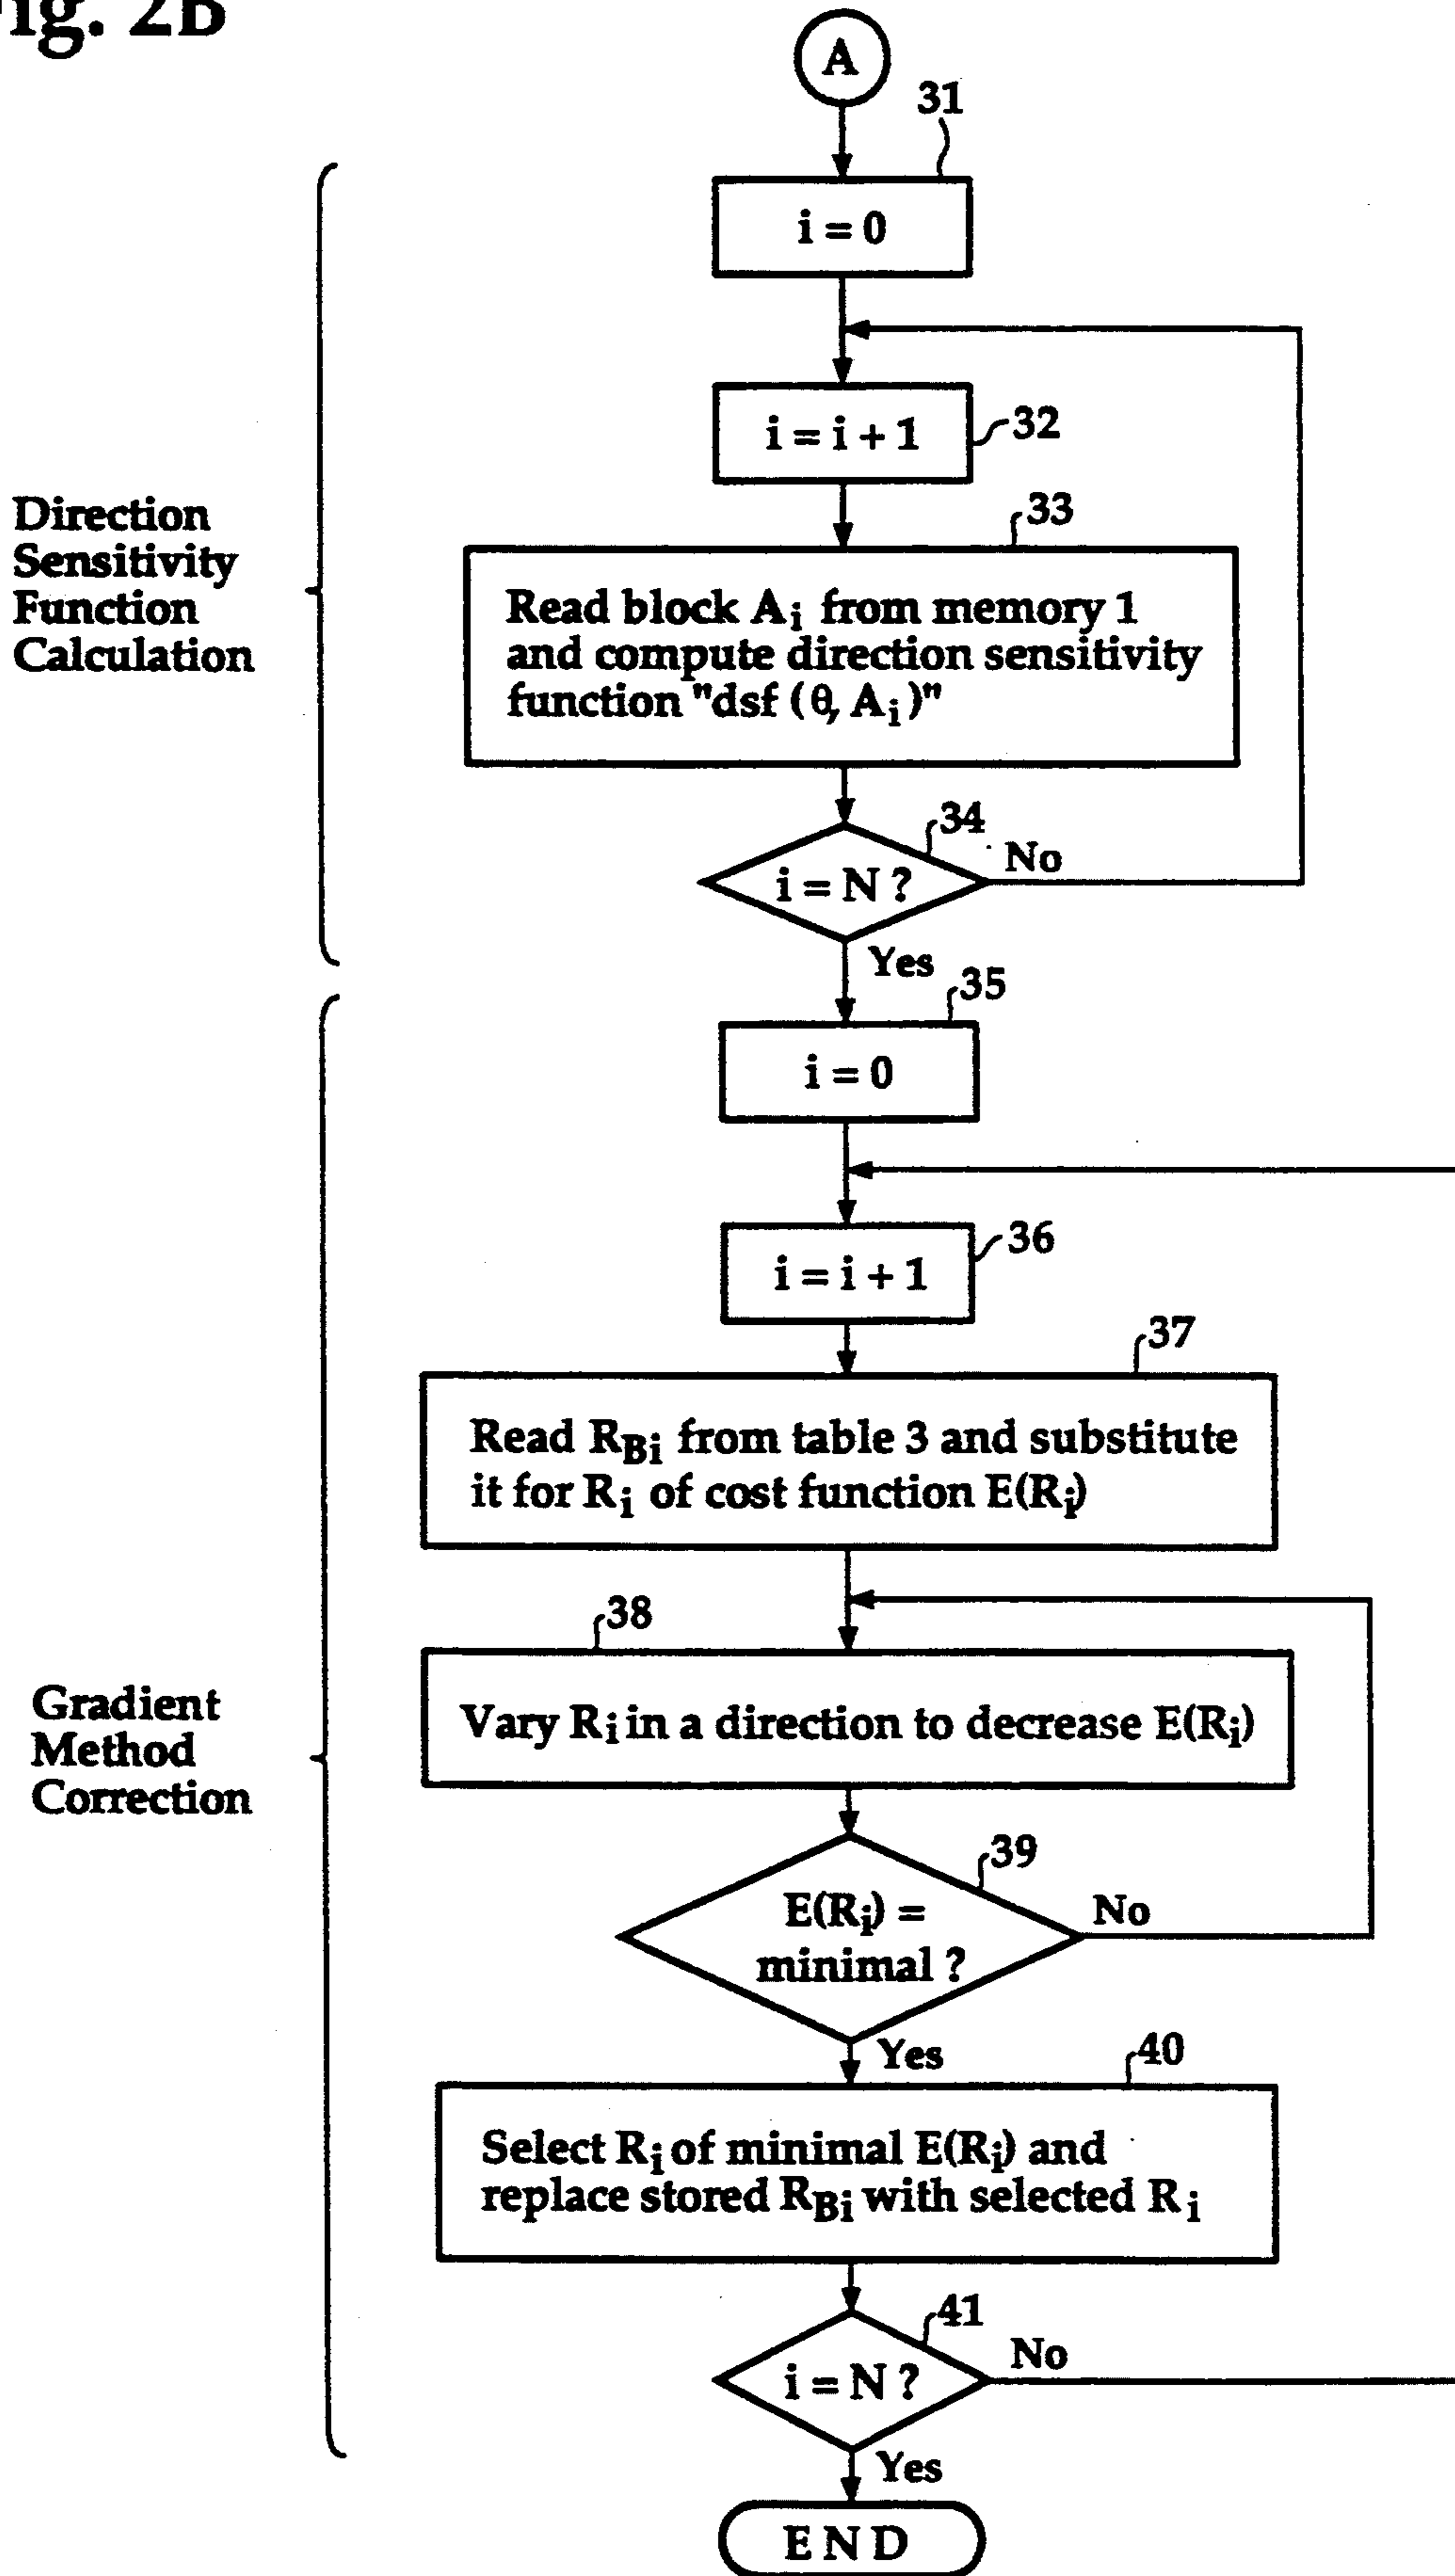 ig. 2B
A
31
i = 0
32
i = i + 1
33
Direction
Sensitivity
Function
Calculation
Read block Ai from memory 1
and compute direction sensitivity
function "dsf (θ, Ai)"
34
No
i = N ?
Yes
35
i = 0
36
i = i + 1
37
Read RBi from table 3 and substitute
it for Ri of cost function E(Ri)
38
Gradient
Method
Correction
Vary Ri in a direction to decrease E(Ri)
39
No
E(Ri) =
minimal ?
Yes
40
Select Ri of minimal E(Ri) and
replace stored RBi with selected Ri
41
No
i = N ?
Yes
END